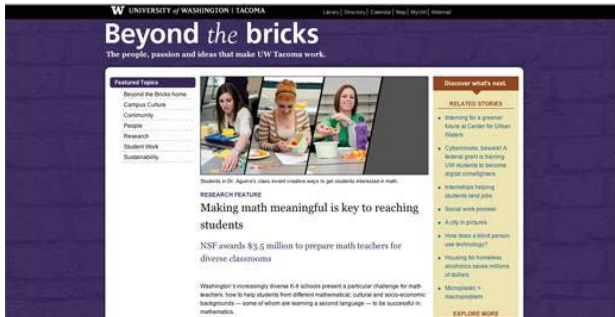 W UNIVERSITY of WASHINGTON | TACOMA
Library | Directory | Calendar | Map | MyUW | Webmail
Beyond the bricks
The people, passion and ideas that make UW Tacoma work.
Featured Topics
Beyond the Bricks home
Campus Culture
Community
People
Research
Student Work
Sustainability
Students in Dr. Aguirre's class invent creative ways to get students interested in math.
RESEARCH FEATURE
Making math meaningful is key to reaching
students
NSF awards $3.5 million to prepare math teachers for
diverse classrooms
Washington's increasingly diverse K-8 schools present a particular challenge for math
teachers: how to help students from different mathematical, cultural and socio-economic
backgrounds — some of whom are learning a second language — to be successful in
mathematics.
Discover what's next.
RELATED STORIES
Interning for a greener
future at Center for Urban
Waters
Cybercrooks, beware! A
federal grant is training
UW students to become
digital crimefighters
Internships helping
students land jobs
Social work pioneer
A city in pictures
How does a blind person
use technology?
Housing for homeless
alcoholics saves millions
of dollars
Microplastic =
macroproblem
EXPLORE MORE